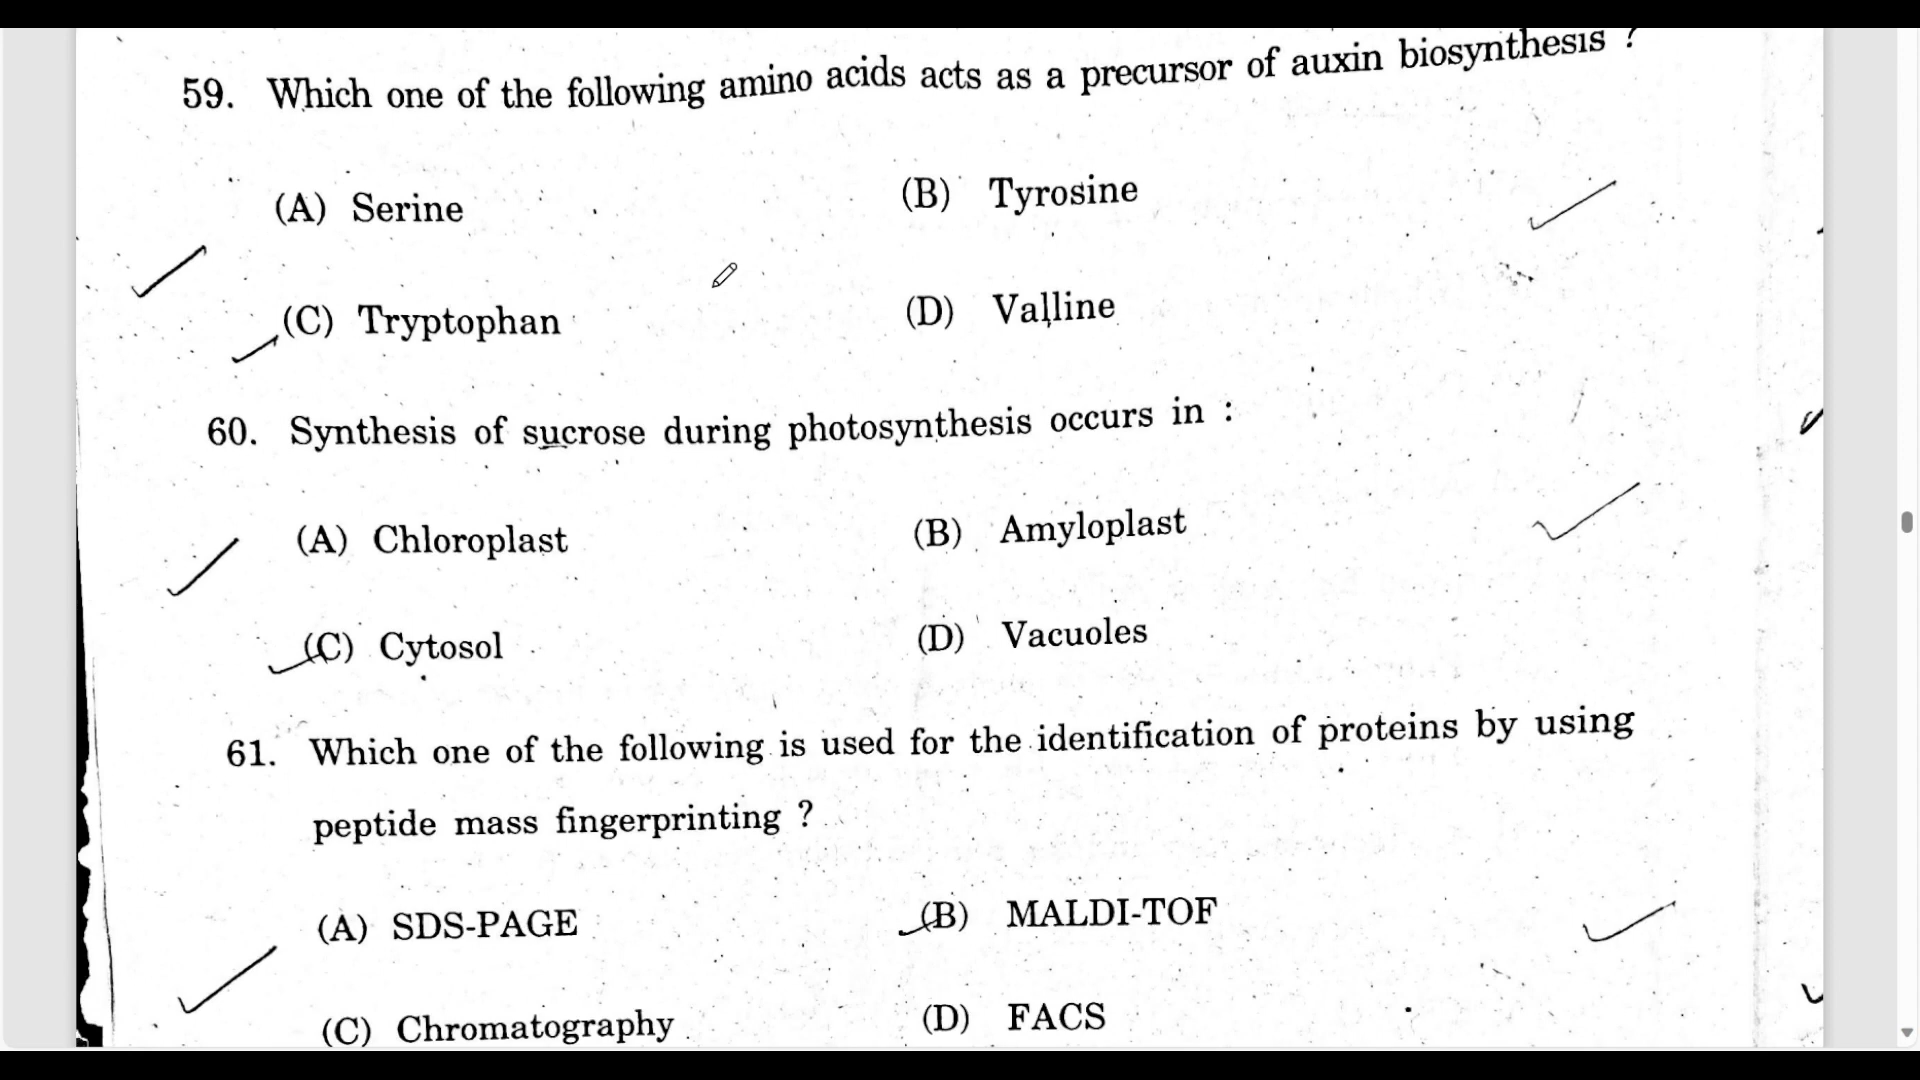 59. Which one of the following amino acids acts as a precursor of auxin biosynthesis ?
(A) Serine (B) Tyrosine
(C) Tryptophan (D) Valline
60. Synthesis of sucrose during photosynthesis occurs in :
(A) Chloroplast (B) Amyloplast
(C) Cytosol (D) Vacuoles
61. Which one of the following is used for the identification of proteins by using
peptide mass fingerprinting ?
(A) SDS-PAGE (B) MALDI-TOF
(C) Chromatography (D) FACS